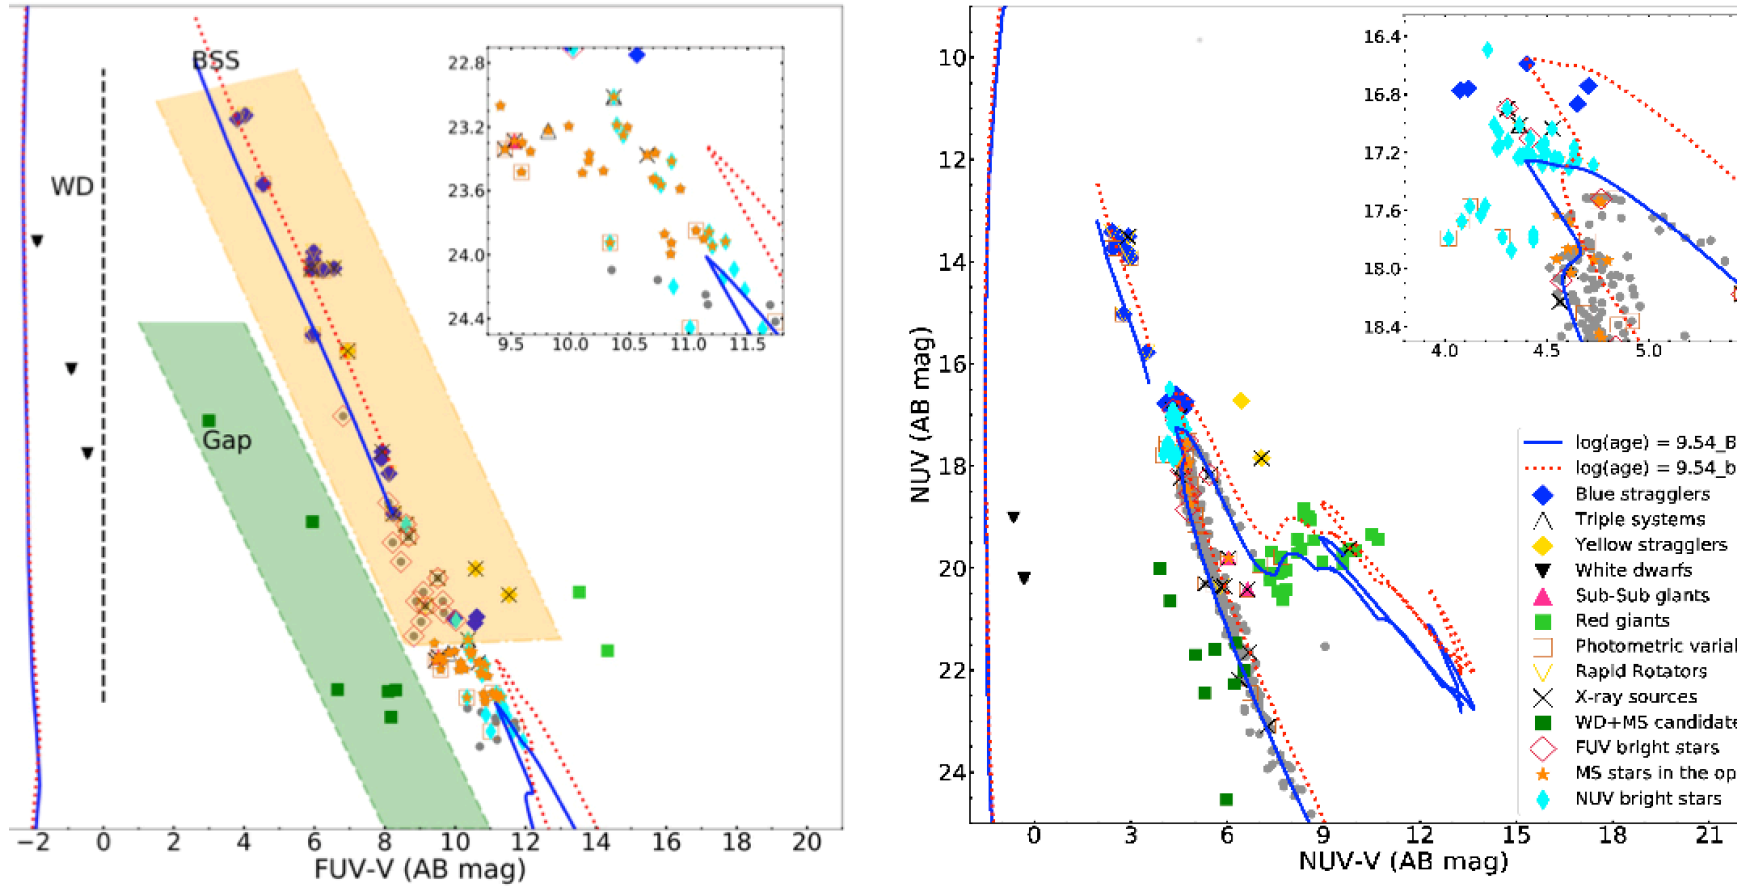 BSS
WD
Gap
22.8
23.2
23.6
24.0
24.4
9.5 10.0 10.5 11.0 11.5
−2 0 2 4 6 8 10 12 14 16 18 20
FUV-V (AB mag)
NUV (AB mag)
10
12
14
16
18
20
22
24
16.4
16.8
17.2
17.6
18.0
18.4
4.0 4.5 5.0
log(age) = 9.54_B
log(age) = 9.54_b
Blue stragglers
Triple systems
Yellow stragglers
White dwarfs
Sub-Sub giants
Red giants
Photometric varial
Rapid Rotators
X-ray sources
WD+MS candidate
FUV bright stars
MS stars in the op
NUV bright stars
0 3 6 9 12 15 18 21
NUV-V (AB mag)